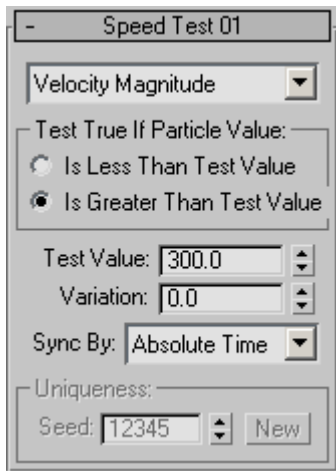 - Speed Test 01
Velocity Magnitude
Test True If Particle Value:
Is Less Than Test Value
Is Greater Than Test Value
Test Value: 300.0
Variation: 0.0
Sync By: Absolute Time
Uniqueness:
Seed: 12345 New